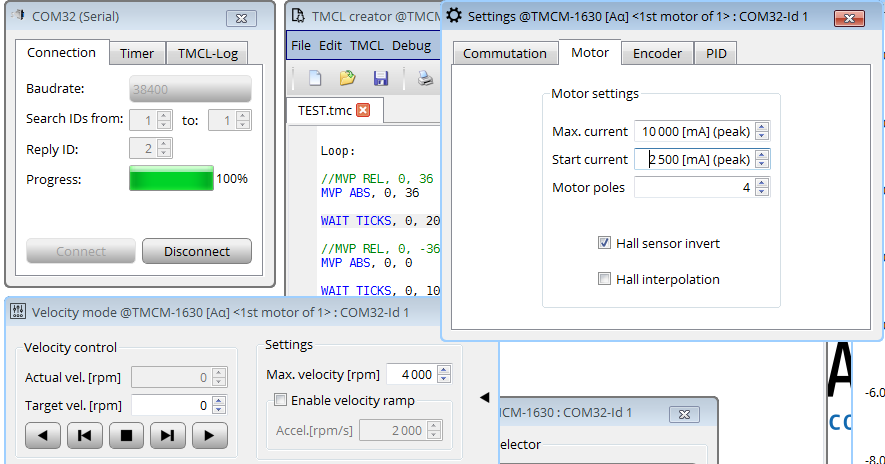 COM32 (Serial)
Connection
Timer
TMCL-Log
Baudrate:
38400
Search IDs from:
1
to:
1
Reply ID:
2
Progress:
100%
Connect
Disconnect
TMCL creator @TMCM
File Edit TMCL Debug
TEST.tmc
Loop:
//MVP REL, 0, 36
MVP ABS, 0, 36
WAIT TICKS, 0, 20
//MVP REL, 0, -36
MVP ABS, 0, 0
WAIT TICKS, 0, 10
Settings @TMCM-1630 [Aα] <1st motor of 1> : COM32-Id 1
Commutation
Motor
Encoder
PID
Motor settings
Max. current
10 000 [mA] (peak)
Start current
2 500 [mA] (peak)
Motor poles
4
Hall sensor invert
Hall interpolation
Velocity mode @TMCM-1630 [Aα] <1st motor of 1> : COM32-Id 1
Velocity control
Actual vel. [rpm]
0
Target vel. [rpm]
0
Settings
Max. velocity [rpm]
4 000
Enable velocity ramp
Accel.[rpm/s]
2 000
CM-1630 : COM32-Id 1
elector
A
co
-6.0
-8.0